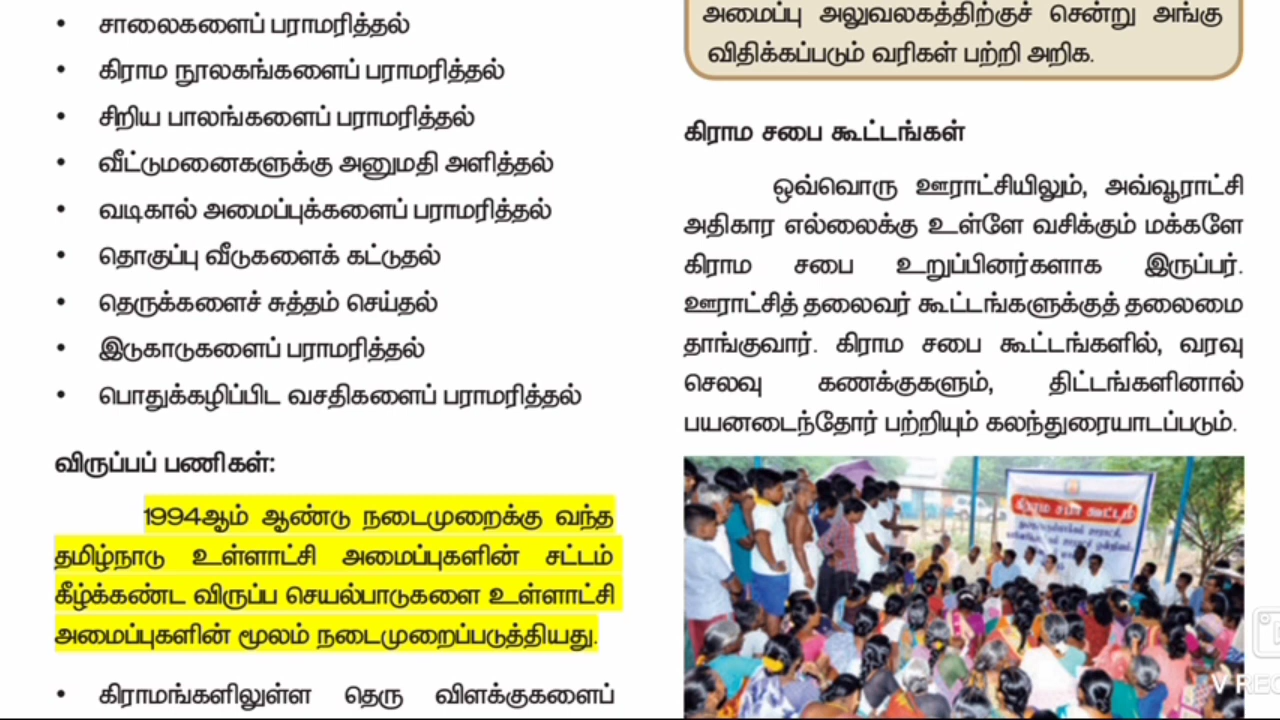 • சாலைகளைப் பராமரித்தல்
• கிராம நூலகங்களைப் பராமரித்தல்
• சிறிய பாலங்களைப் பராமரித்தல்
• வீட்டுமனைகளுக்கு அனுமதி அளித்தல்
• வடிகால் அமைப்புக்களைப் பராமரித்தல்
• தொகுப்பு வீடுகளைக் கட்டுதல்
• தெருக்களைச் சுத்தம் செய்தல்
• இடுகாடுகளைப் பராமரித்தல்
• பொதுக்கழிப்பிட வசதிகளைப் பராமரித்தல்
விருப்பப் பணிகள்:
1994ஆம் ஆண்டு நடைமுறைக்கு வந்த
தமிழ்நாடு உள்ளாட்சி அமைப்புகளின் சட்டம்
கீழ்க்கண்ட விருப்ப செயல்பாடுகளை உள்ளாட்சி
அமைப்புகளின் மூலம் நடைமுறைப்படுத்தியது.
• கிராமங்களிலுள்ள தெரு விளக்குகளைப்
அமைப்பு அலுவலகத்திற்குச் சென்று அங்கு
விதிக்கப்படும் வரிகள் பற்றி அறிக.
கிராம சபை கூட்டங்கள்
ஒவ்வொரு ஊராட்சியிலும், அவ்வூராட்சி
அதிகார எல்லைக்கு உள்ளே வசிக்கும் மக்களே
கிராம சபை உறுப்பினர்களாக இருப்பர்.
ஊராட்சித் தலைவர் கூட்டங்களுக்குத் தலைமை
தாங்குவார். கிராம சபை கூட்டங்களில், வரவு
செலவு கணக்குகளும், திட்டங்களினால்
பயனடைந்தோர் பற்றியும் கலந்துரையாடப்படும்.
கிராம சபா கூட்டம்